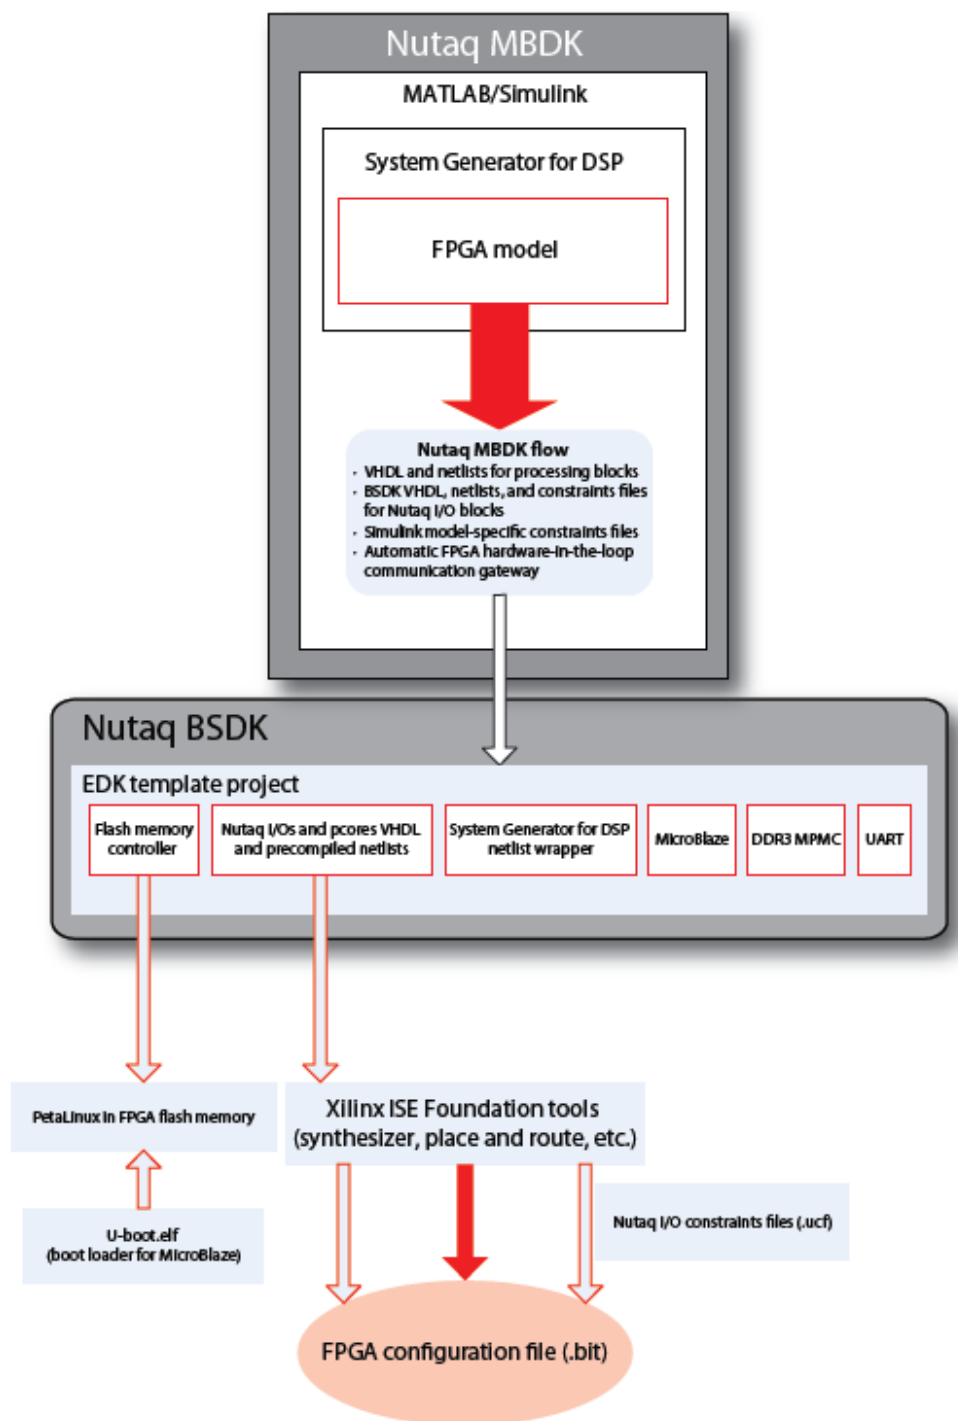 Nutaq MBDK
MATLAB/Simulink
System Generator for DSP
FPGA model
Nutaq MBDK flow
· VHDL and netlists for processing blocks
· BSDK VHDL, netlists, and constraints files
for Nutaq I/O blocks
· Simulink model-specific constraints files
· Automatic FPGA hardware-in-the-loop
communication gateway
Nutaq BSDK
EDK template project
Flash memory
controller
Nutaq I/Os and pcores VHDL
and precompiled netlists
System Generator for DSP
netlist wrapper
MicroBlaze
DDR3 MPMC
UART
PetaLinux in FPGA flash memory
Xilinx ISE Foundation tools
(synthesizer, place and route, etc.)
U-boot.elf
(boot loader for MicroBlaze)
Nutaq I/O constraints files (.ucf)
FPGA configuration file (.bit)